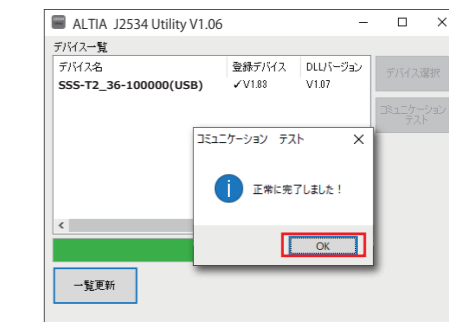 ALTIA J2534 Utility V1.06
デバイス一覧
デバイス名 登録デバイス DLLバージョン
SSS-T2_36-100000(USB) ✓V1.83 V1.07
デバイス選択
コミュニケーション
テスト
コミュニケーション テスト
正常に完了しました！
OK
一覧更新